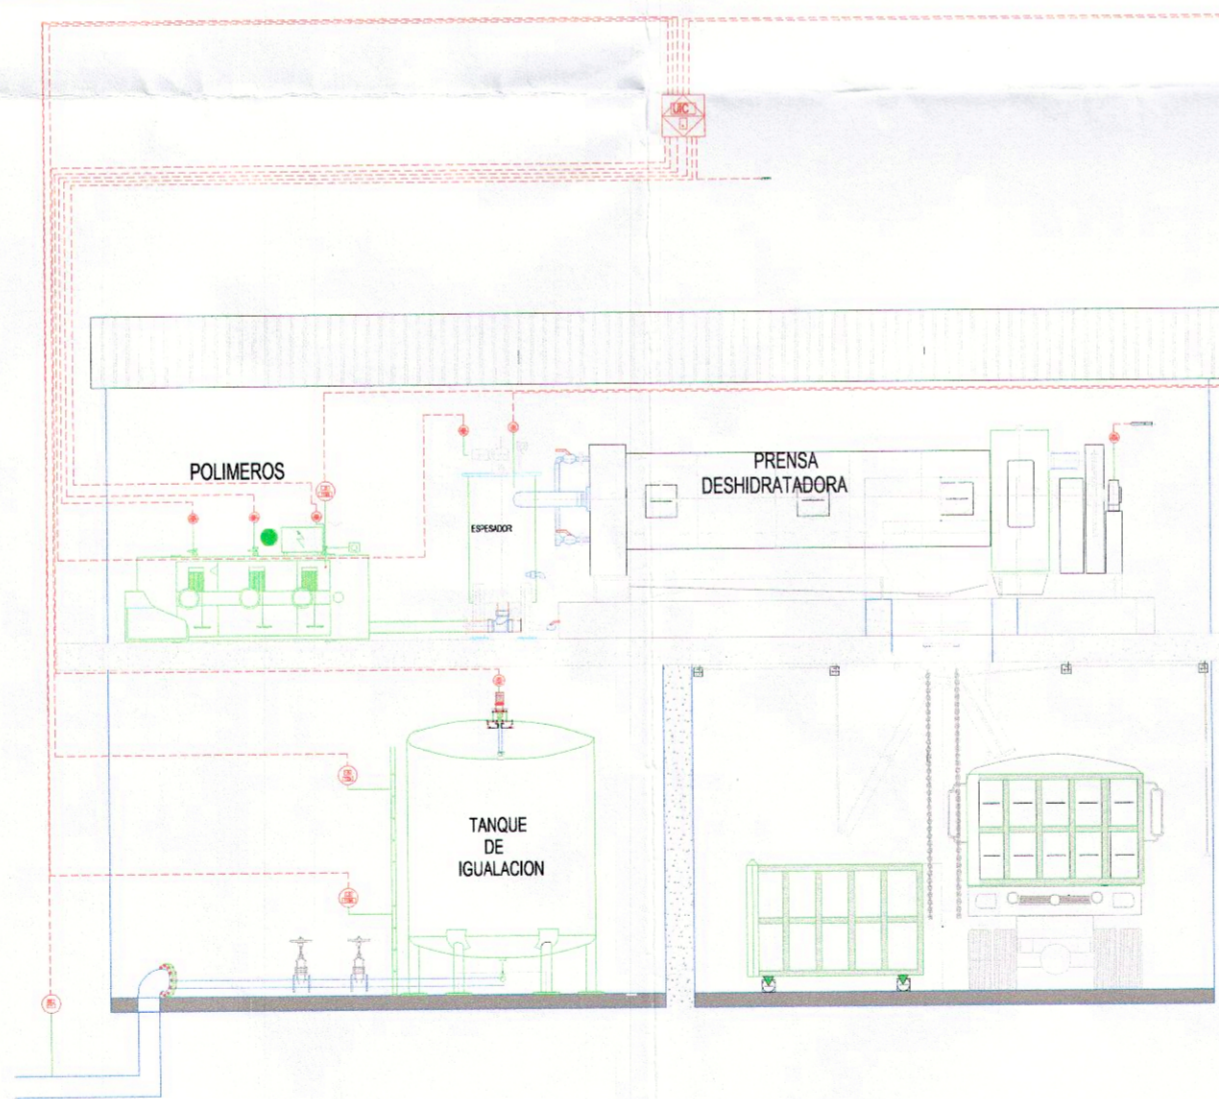 UIC
POLIMEROS
PRENSA
DESHIDRATADORA
ESPESADOR
TANQUE
DE
IGUALACION